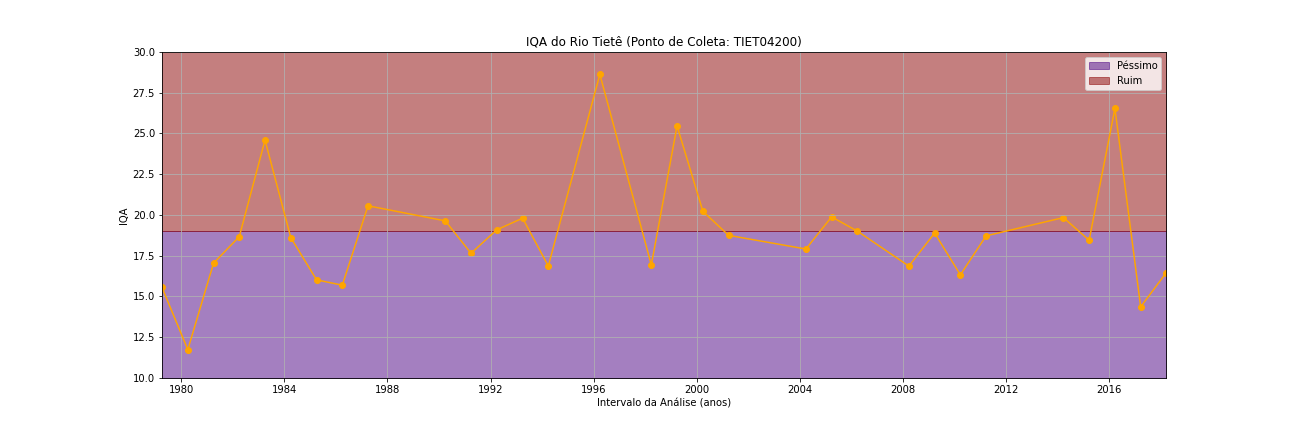 IQA do Rio Tietê (Ponto de Coleta: TIET04200)
Péssimo
Ruim
IQA
30.0
27.5
25.0
22.5
20.0
17.5
15.0
12.5
10.0
1980 1984 1988 1992 1996 2000 2004 2008 2012 2016
Intervalo da Análise (anos)